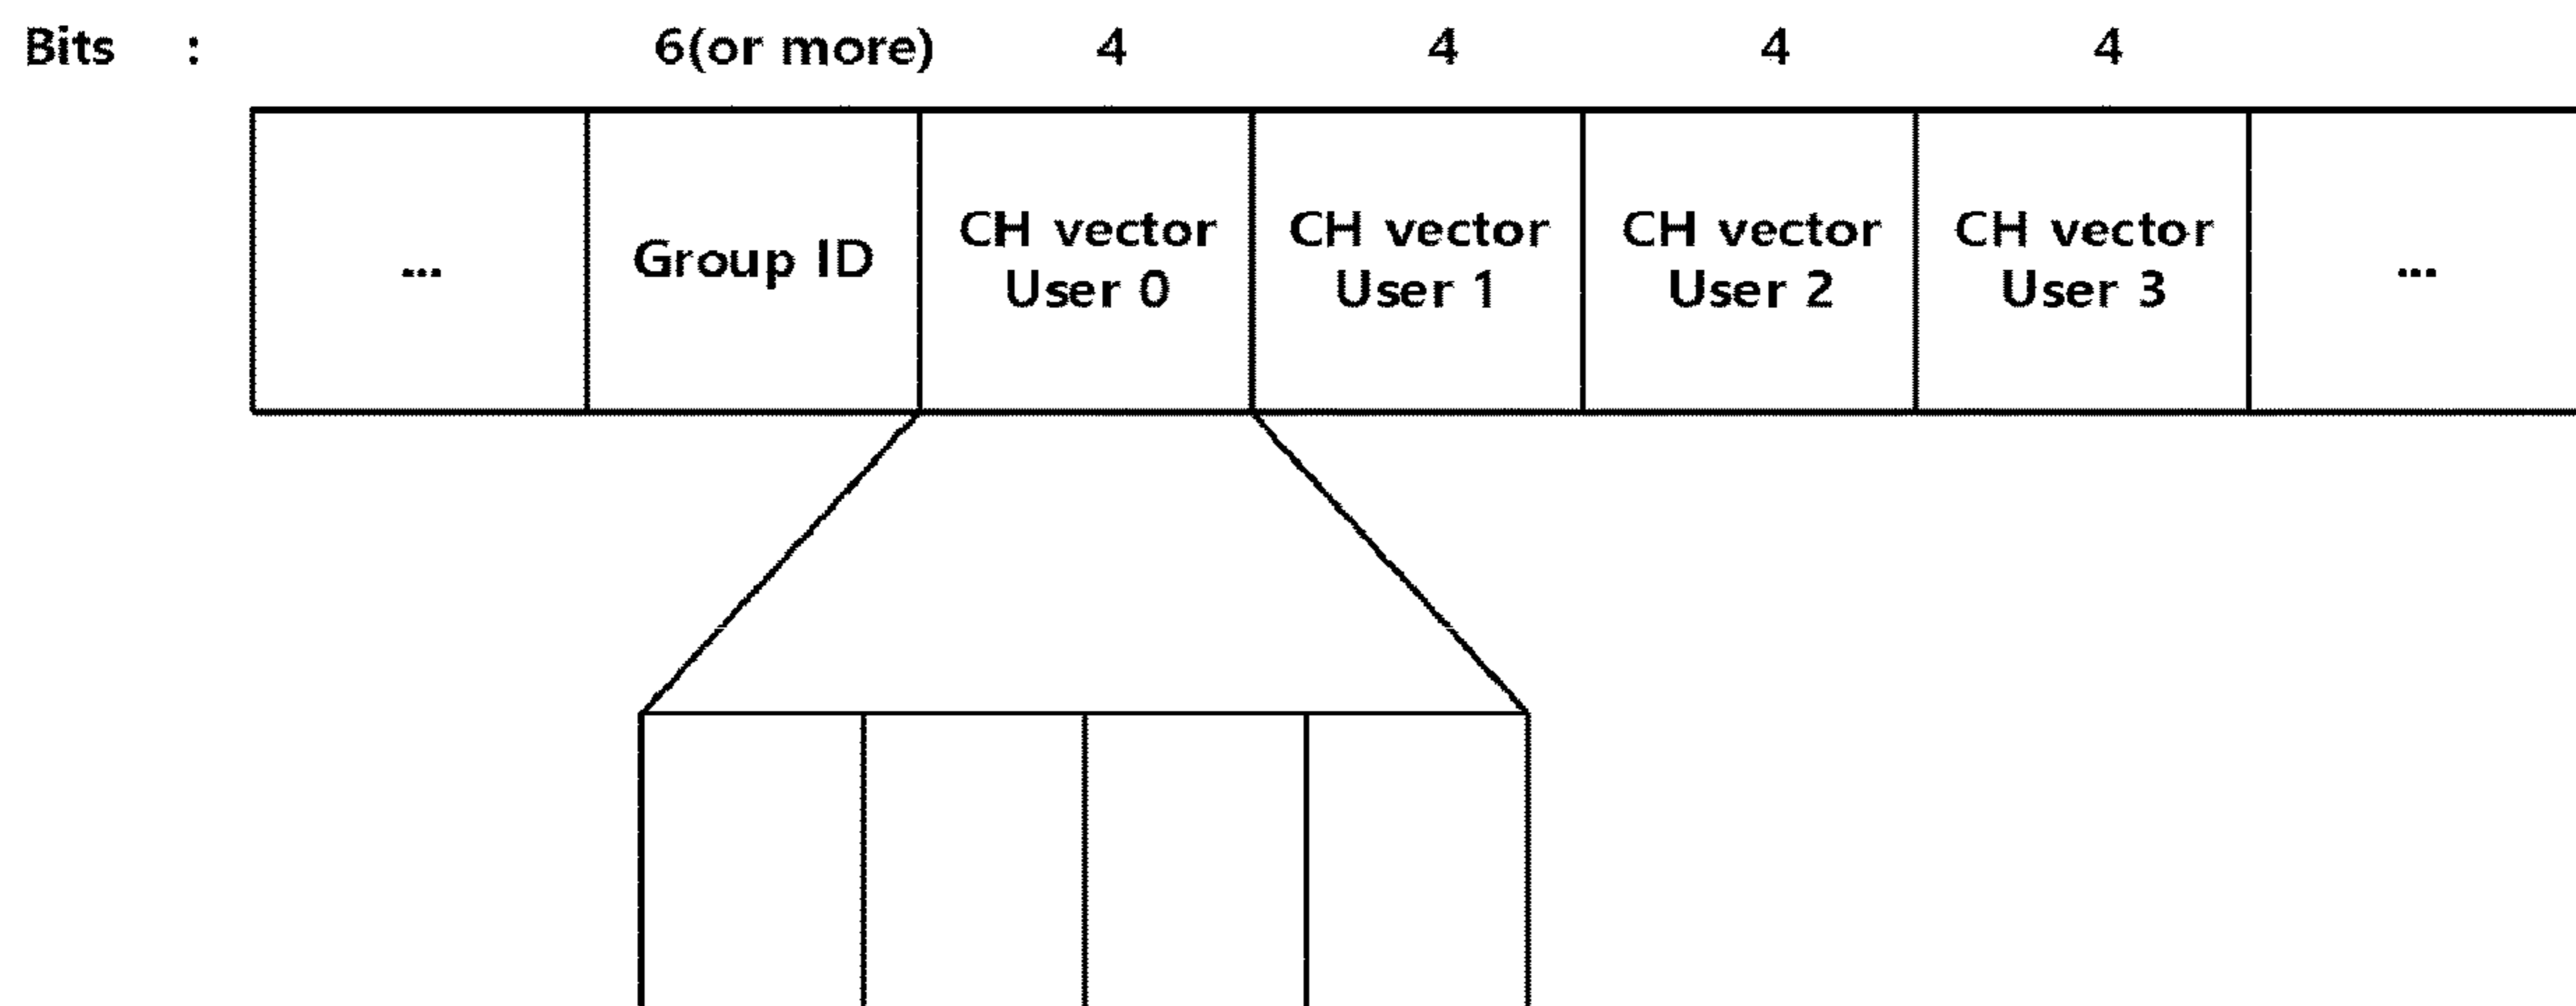 Bits : 6(or more) 4 4 4 4
... Group ID CH vector User 0 CH vector User 1 CH vector User 2 CH vector User 3 ...